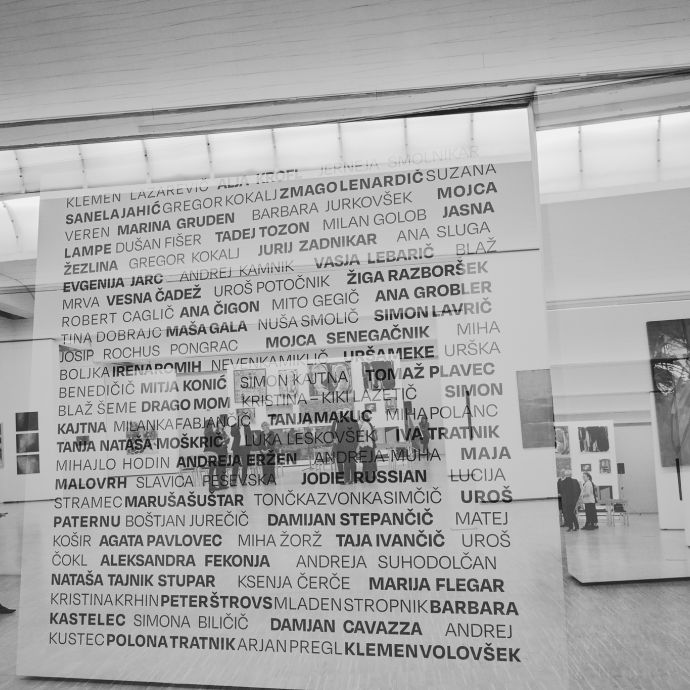 ALJA KROFL JERNEJA SMOLNIKAR
KLEMEN LAZAREVIČ
ZMAGO LENARDIČ SUZANA
SANELA JAHIĆ GREGOR KOKALJ
VEREN MARINA GRUDEN BARBARA JURKOVŠEK MOJCA
LAMPE DUŠAN FIŠER TADEJ TOZON MILAN GOLOB JASNA
ŽEZLINA GREGOR KOKALJ JURIJ ZADNIKAR ANA SLUGA
EVGENIJA JARC ANDREJ KAMNIK VASJA LEBARIČ BLAŽ
MRVA VESNA ČADEŽ UROŠ POTOČNIK ŽIGA RAZBORŠEK
ROBERT CAGLIČ ANA ČIGON MITO GEGIČ ANA GROBLER
TINA DOBRAJC MAŠA GALA NUŠA SMOLIČ SIMON LAVRIČ
JOSIP ROCHUS PONGRAC MOJCA SENEGAČNIK MIHA
BOLJKA IRENA ROMIH NEVENKA MIKLIČ URŠA MEKE URŠKA
BENEDIČIČ MITJA KONIĆ SIMON KAJTNA TOMAŽ PLAVEC
BLAŽ ŠEME DRAGO MOM KRISTINA - KIKI LAZETIĆ SIMON
KAJTNA MILANKA FABJANČIČ TANJA MAKUC MIHA POLANC
TANJA NATAŠA MOŠKRIČ LUKA LESKOVŠEK IVA TRATNIK
MIHAJLO HODIN ANDREJA ERŽEN ANDREJA MUHA MAJA
MALOVRH SLAVICA PEŠEVSKA JODIE RUSSIAN LUCIJA
STRAMEC MARUŠA ŠUŠTAR TONČKA ZVONKA SIMČIČ UROŠ
PATERNU BOŠTJAN JUREČIČ DAMIJAN STEPANČIČ MATEJ
KOŠIR AGATA PAVLOVEC MIHA ŽORŽ TAJA IVANČIČ UROŠ
ČOKL ALEKSANDRA FEKONJA ANDREJA SUHODOLČAN
NATAŠA TAJNIK STUPAR KSENJA ČERČE MARIJA FLEGAR
KRISTINA KRHIN PETER ŠTROVS MLADEN STROPNIK BARBARA
KASTELEC SIMONA BILIČIČ DAMJAN CAVAZZA ANDREJ
KUSTEC POLONA TRATNIK ARJAN PREGL KLEMEN VOLOVŠEK